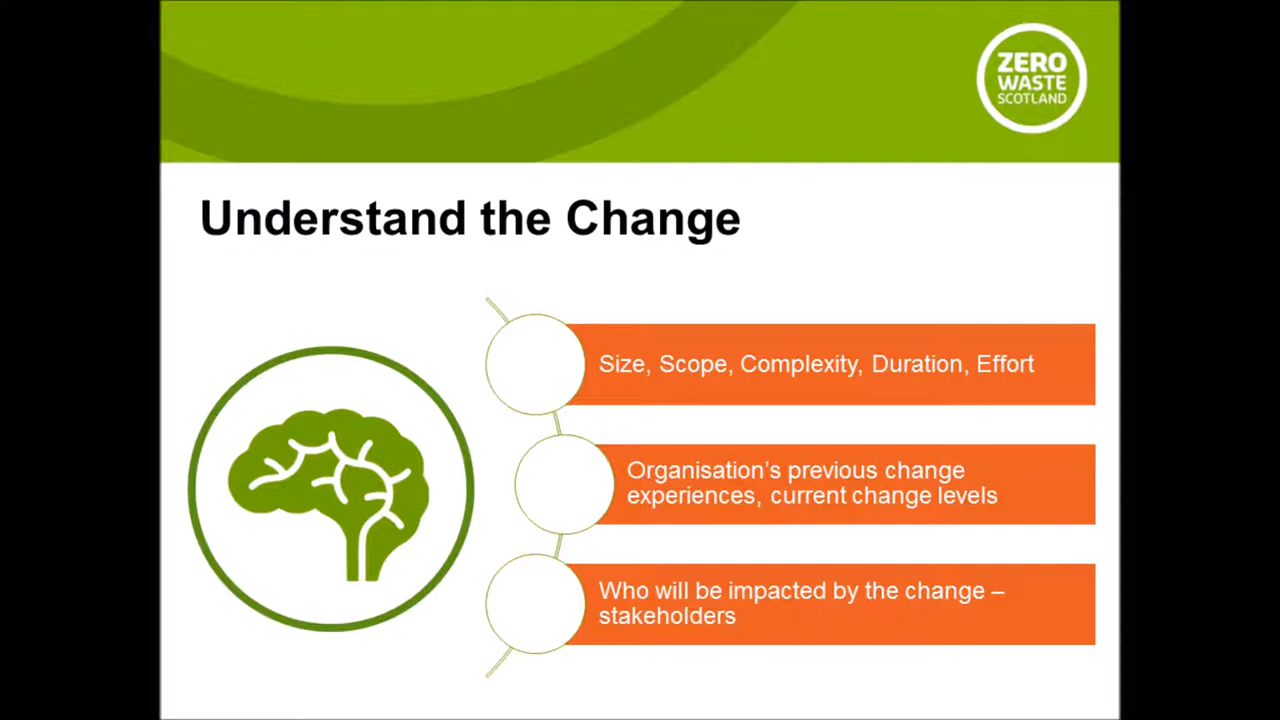 ZERO
WASTE
SCOTLAND
Understand the Change
Size, Scope, Complexity, Duration, Effort
Organisation’s previous change
experiences, current change levels
Who will be impacted by the change –
stakeholders